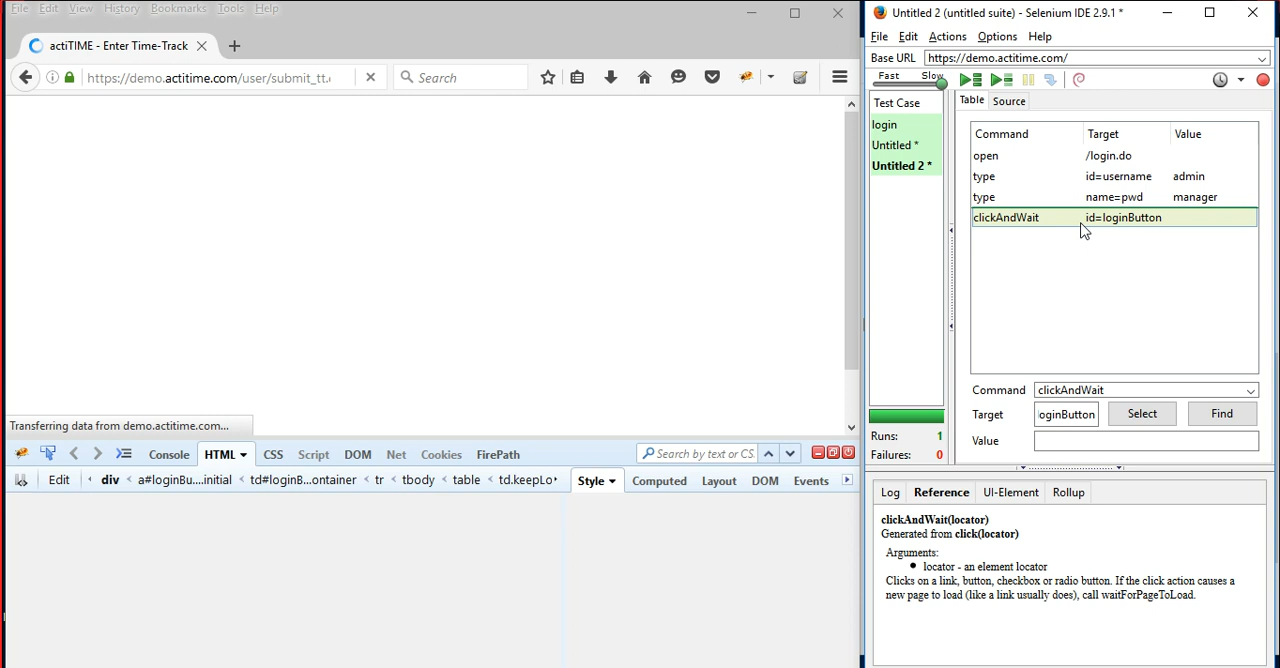 File Edit View History Bookmarks Tools Help
actiTIME - Enter Time-Track
https://demo.actitime.com/user/submit_tt.
Search
Transferring data from demo.actitime.com...
Console HTML CSS Script DOM Net Cookies FirePath
Search by text or CS
Edit div < a#loginBu....initial < td#loginB...ontainer < tr < tbody < table < td.keepLo
Style Computed Layout DOM Events
Untitled 2 (untitled suite) - Selenium IDE 2.9.1 *
File Edit Actions Options Help
Base URL https://demo.actitime.com/
Fast Slow
Test Case
login
Untitled *
Untitled 2 *
Runs: 1
Failures: 0
Table Source
Command Target Value
open /login.do
type id=username admin
type name=pwd manager
clickAndWait id=loginButton
Command clickAndWait
Target oginButton Select Find
Value
Log Reference UI-Element Rollup
clickAndWait(locator)
Generated from click(locator)
Arguments:
• locator - an element locator
Clicks on a link, button, checkbox or radio button. If the click action causes a
new page to load (like a link usually does), call waitForPageToLoad.